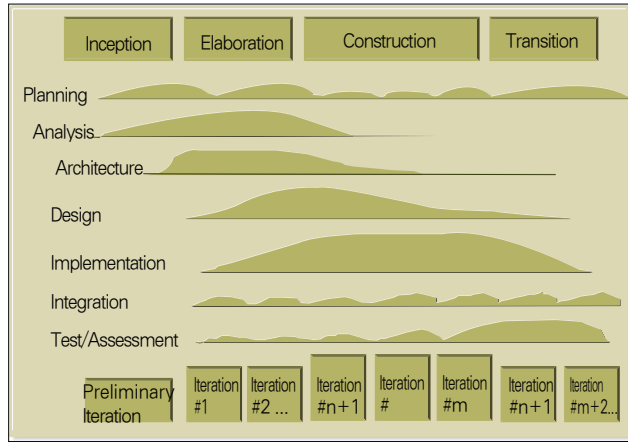 Inception Elaboration Construction Transition
Planning
Analysis
Architecture
Design
Implementation
Integration
Test/Assessment
Preliminary
Iteration
Iteration
#1
Iteration
#2 ...
Iteration
#n+1
Iteration
#
Iteration
#m
Iteration
#n+1
Iteration
#m+2...